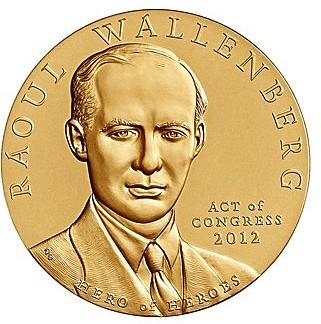 RAOUL WALLENBERG
ACT of
CONGRESS
2012
HERO of HEROES